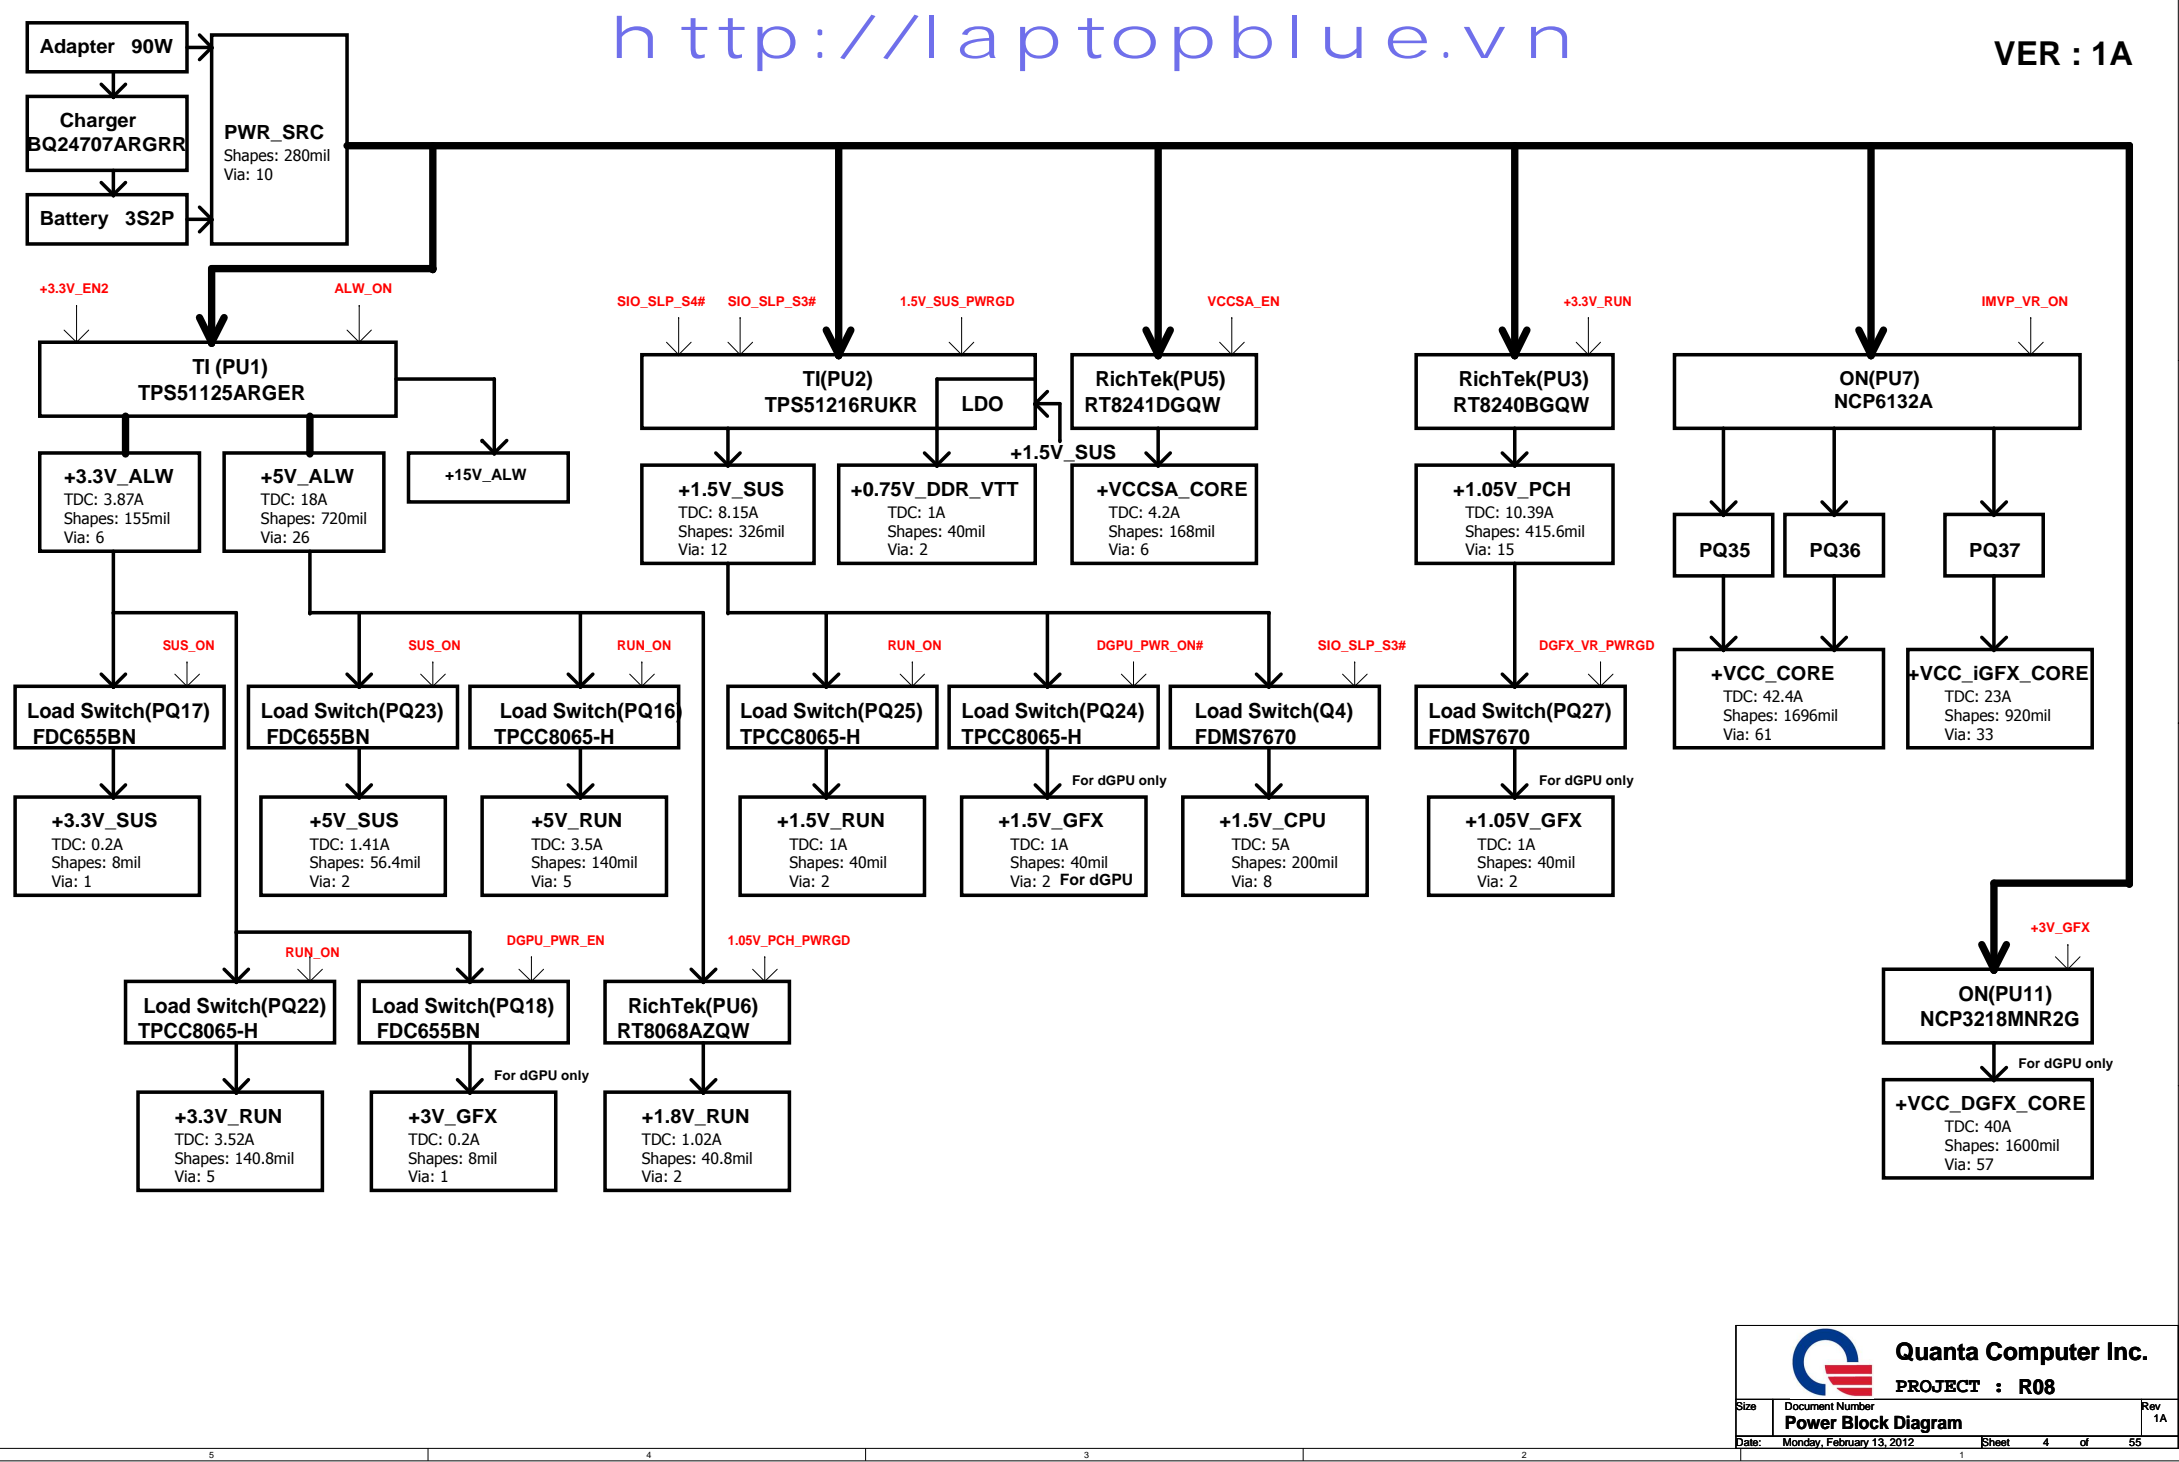 http://laptopblue.vn
VER : 1A
Adapter 90W
Charger
BQ24707ARGRR
Battery 3S2P
PWR_SRC
Shapes: 280mil
Via: 10
+3.3V_EN2
ALW_ON
TI (PU1)
TPS51125ARGER
SIO_SLP_S4#
SIO_SLP_S3#
1.5V_SUS_PWRGD
TI(PU2)
TPS51216RUKR
LDO
+1.5V_SUS
VCCSA_EN
RichTek(PU5)
RT8241DGQW
+3.3V_RUN
RichTek(PU3)
RT8240BGQW
IMVP_VR_ON
ON(PU7)
NCP6132A
+3.3V_ALW
TDC: 3.87A
Shapes: 155mil
Via: 6
+5V_ALW
TDC: 18A
Shapes: 720mil
Via: 26
+15V_ALW
+1.5V_SUS
TDC: 8.15A
Shapes: 326mil
Via: 12
+0.75V_DDR_VTT
TDC: 1A
Shapes: 40mil
Via: 2
+VCCSA_CORE
TDC: 4.2A
Shapes: 168mil
Via: 6
+1.05V_PCH
TDC: 10.39A
Shapes: 415.6mil
Via: 15
PQ35
PQ36
PQ37
SUS_ON
Load Switch(PQ17)
FDC655BN
SUS_ON
Load Switch(PQ23)
FDC655BN
RUN_ON
Load Switch(PQ16)
TPCC8065-H
RUN_ON
Load Switch(PQ25)
TPCC8065-H
DGPU_PWR_ON#
Load Switch(PQ24)
TPCC8065-H
SIO_SLP_S3#
Load Switch(Q4)
FDMS7670
DGFX_VR_PWRGD
Load Switch(PQ27)
FDMS7670
+VCC_CORE
TDC: 42.4A
Shapes: 1696mil
Via: 61
+VCC_iGFX_CORE
TDC: 23A
Shapes: 920mil
Via: 33
+3.3V_SUS
TDC: 0.2A
Shapes: 8mil
Via: 1
+5V_SUS
TDC: 1.41A
Shapes: 56.4mil
Via: 2
+5V_RUN
TDC: 3.5A
Shapes: 140mil
Via: 5
+1.5V_RUN
TDC: 1A
Shapes: 40mil
Via: 2
For dGPU only
+1.5V_GFX
TDC: 1A
Shapes: 40mil
Via: 2 For dGPU
+1.5V_CPU
TDC: 5A
Shapes: 200mil
Via: 8
For dGPU only
+1.05V_GFX
TDC: 1A
Shapes: 40mil
Via: 2
RUN_ON
Load Switch(PQ22)
TPCC8065-H
DGPU_PWR_EN
Load Switch(PQ18)
FDC655BN
1.05V_PCH_PWRGD
RichTek(PU6)
RT8068AZQW
+3V_GFX
ON(PU11)
NCP3218MNR2G
+3.3V_RUN
TDC: 3.52A
Shapes: 140.8mil
Via: 5
For dGPU only
+3V_GFX
TDC: 0.2A
Shapes: 8mil
Via: 1
+1.8V_RUN
TDC: 1.02A
Shapes: 40.8mil
Via: 2
For dGPU only
+VCC_DGFX_CORE
TDC: 40A
Shapes: 1600mil
Via: 57
Quanta Computer Inc.
PROJECT : R08
Size Document Number Rev
Power Block Diagram 1A
Date: Monday, February 13, 2012 Sheet 4 of 55
5 4 3 2 1